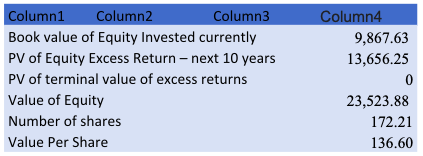 Column1 Column2 Column3 Column4
Book value of Equity Invested currently 9,867.63
PV of Equity Excess Return – next 10 years 13,656.25
PV of terminal value of excess returns 0
Value of Equity 23,523.88
Number of shares 172.21
Value Per Share 136.60